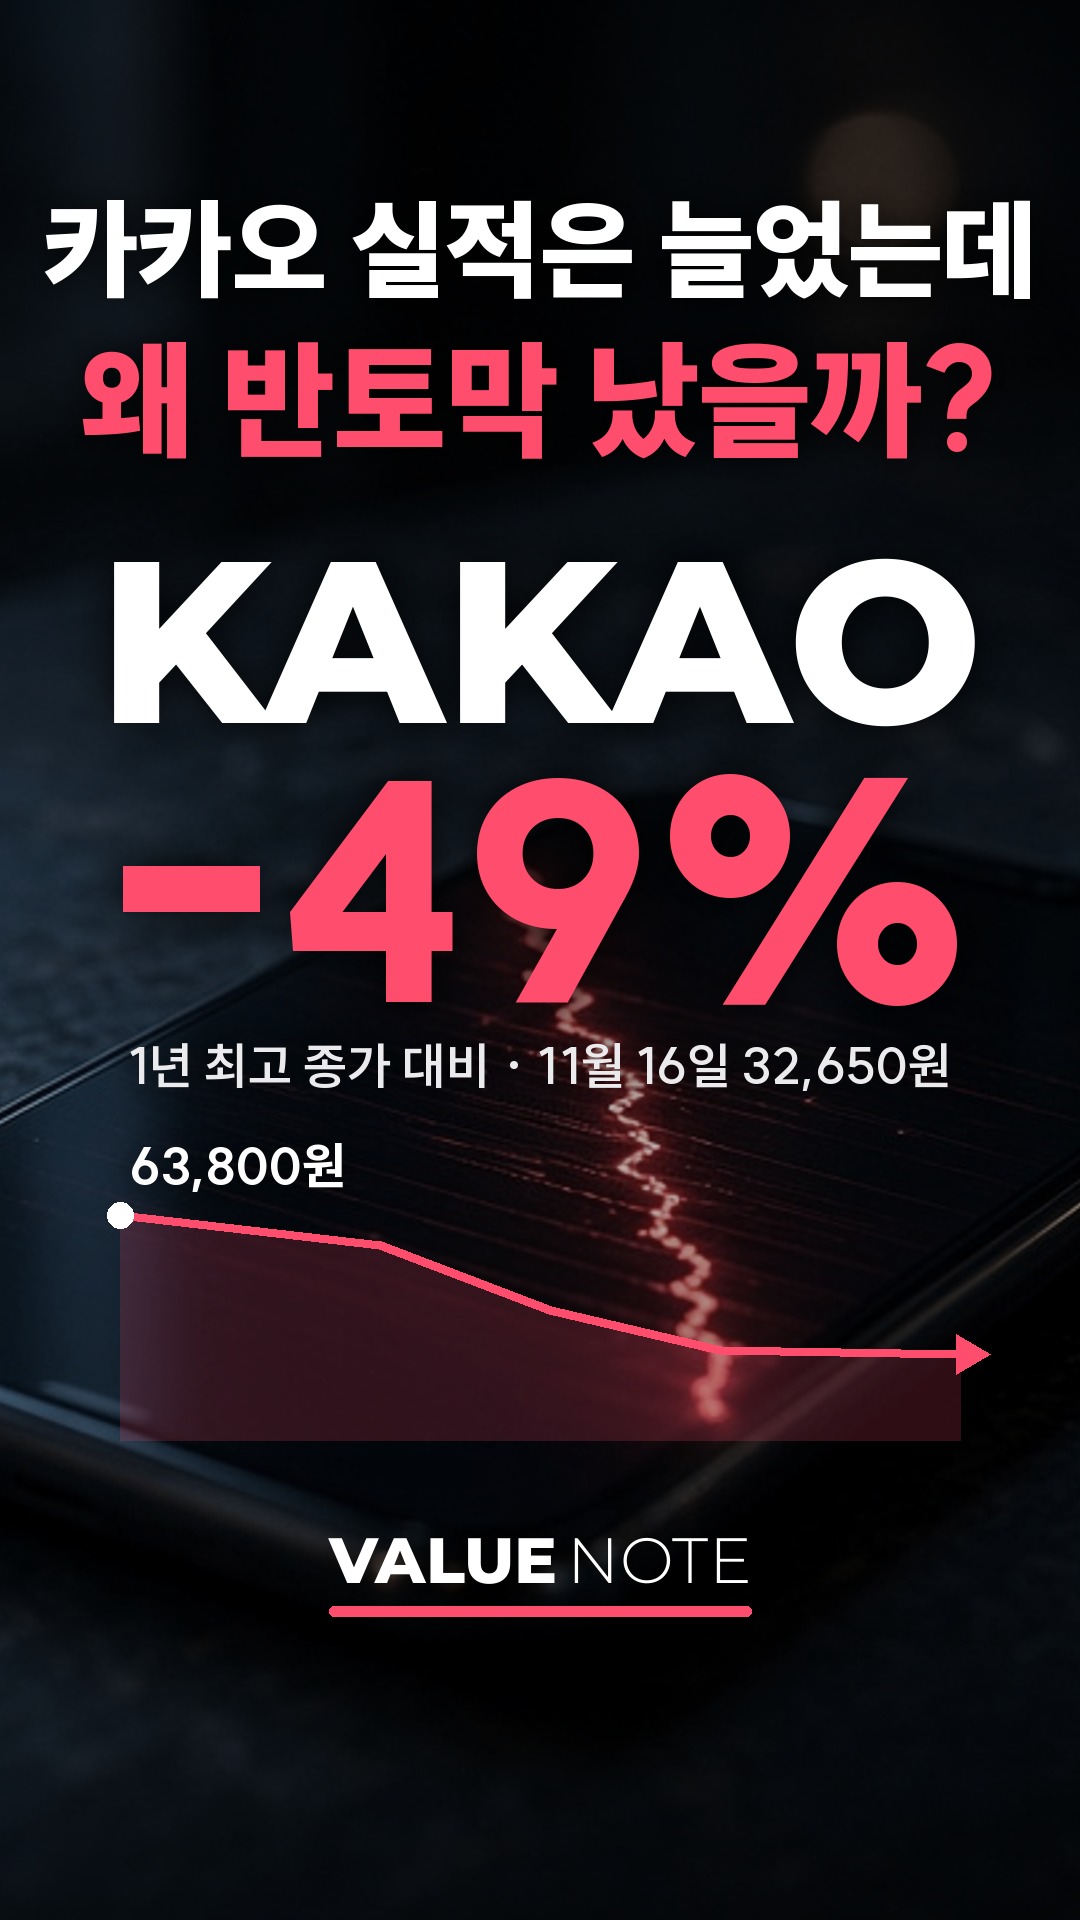 카카오 실적은 늘었는데
왜 반토막 났을까?
KAKAO
-49%
1년 최고 종가 대비 · 11월 16일 32,650원
63,800원
VALUE NOTE